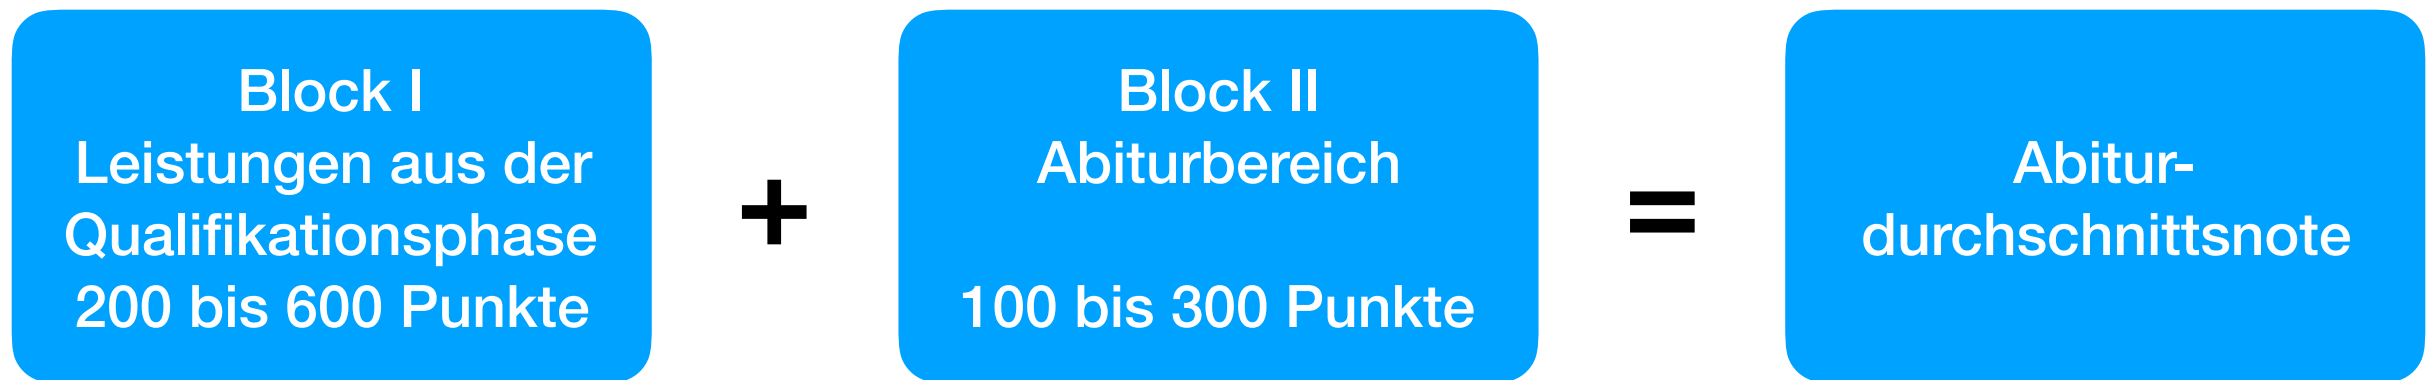 Block I
Leistungen aus der
Qualifikationsphase
200 bis 600 Punkte
+
Block II
Abiturbereich
100 bis 300 Punkte
=
Abitur-
durchschnittsnote